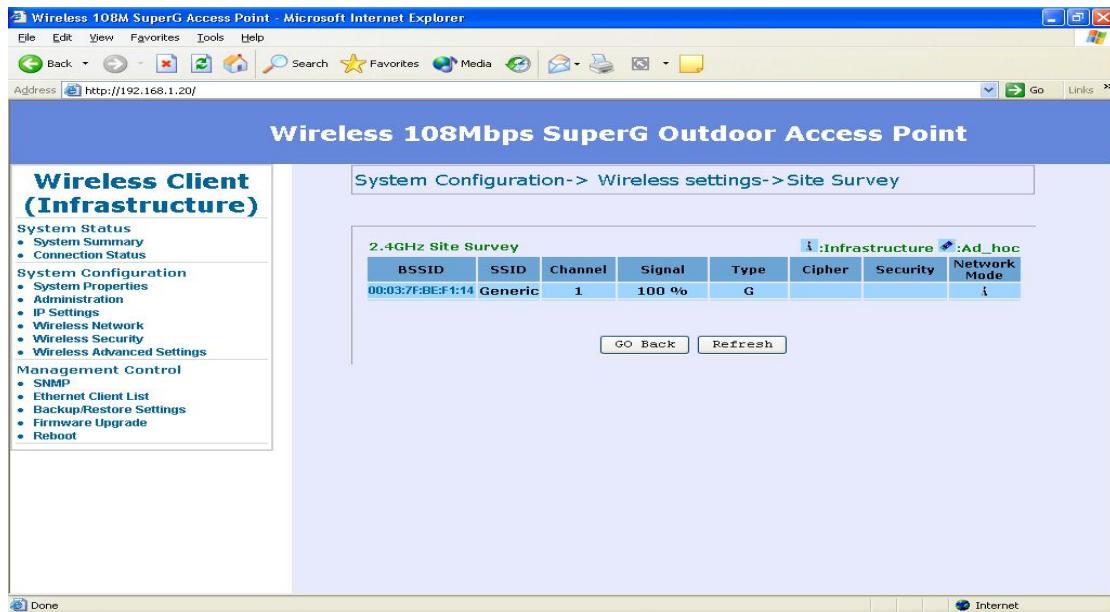 Wireless 108M SuperG Access Point - Microsoft Internet Explorer
File Edit View Favorites Tools Help
Back Search Favorites Media
Address http://192.168.1.20/ Go Links »
Wireless 108Mbps SuperG Outdoor Access Point
Wireless Client
(Infrastructure)
System Status
• System Summary
• Connection Status
System Configuration
• System Properties
• Administration
• IP Settings
• Wireless Network
• Wireless Security
• Wireless Advanced Settings
Management Control
• SNMP
• Ethernet Client List
• Backup/Restore Settings
• Firmware Upgrade
• Reboot
System Configuration-> Wireless settings->Site Survey
2.4GHz Site Survey i :Infrastructure :Ad_hoc
BSSID SSID Channel Signal Type Cipher Security Network Mode
00:03:7F:BE:F1:14 Generic 1 100 % G i
GO Back Refresh
Done Internet